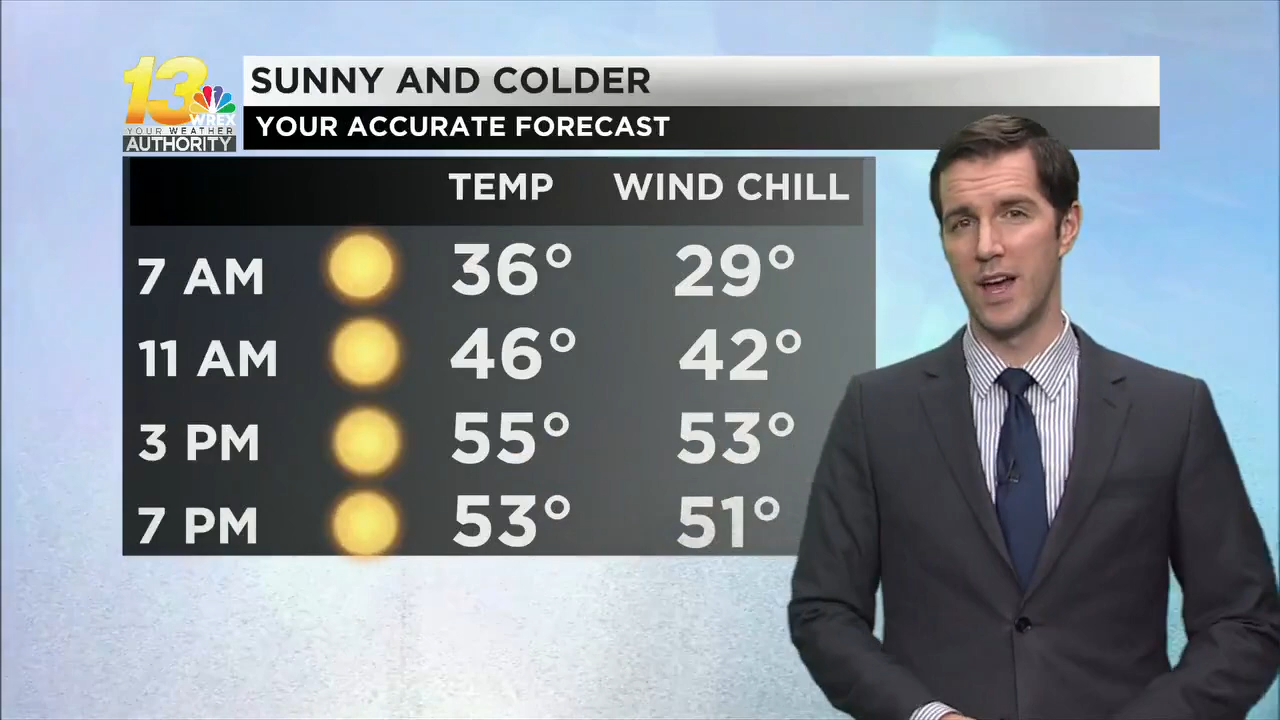 13
WREX
YOUR WEATHER
AUTHORITY
SUNNY AND COLDER
YOUR ACCURATE FORECAST
TEMP WIND CHILL
7 AM 36° 29°
11 AM 46° 42°
3 PM 55° 53°
7 PM 53° 51°